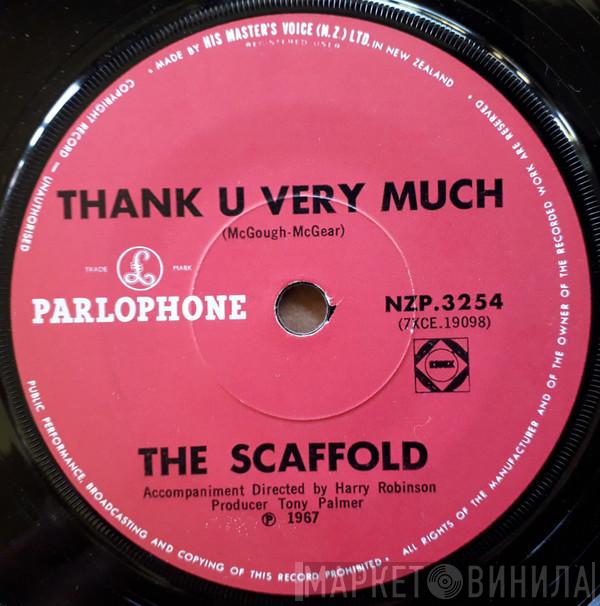 • MADE BY HIS MASTER'S VOICE (N.Z.) LTD. IN NEW ZEALAND •
REGISTERED USER
COPYRIGHT RECORD — UNAUTHORISED
PUBLIC PERFORMANCE, BROADCASTING AND COPYING OF THIS RECORD PROHIBITED •
ALL RIGHTS OF THE MANUFACTURER AND OF THE OWNER OF THE RECORDED WORK ARE RESERVED •
THANK U VERY MUCH
(McGough-McGear)
TRADE MARK
£
PARLOPHONE
NZP.3254
(7XCE.19098)
THE SCAFFOLD
Accompaniment Directed by Harry Robinson
Producer Tony Palmer
℗ 1967
МАРКЕТ ВИНИЛА